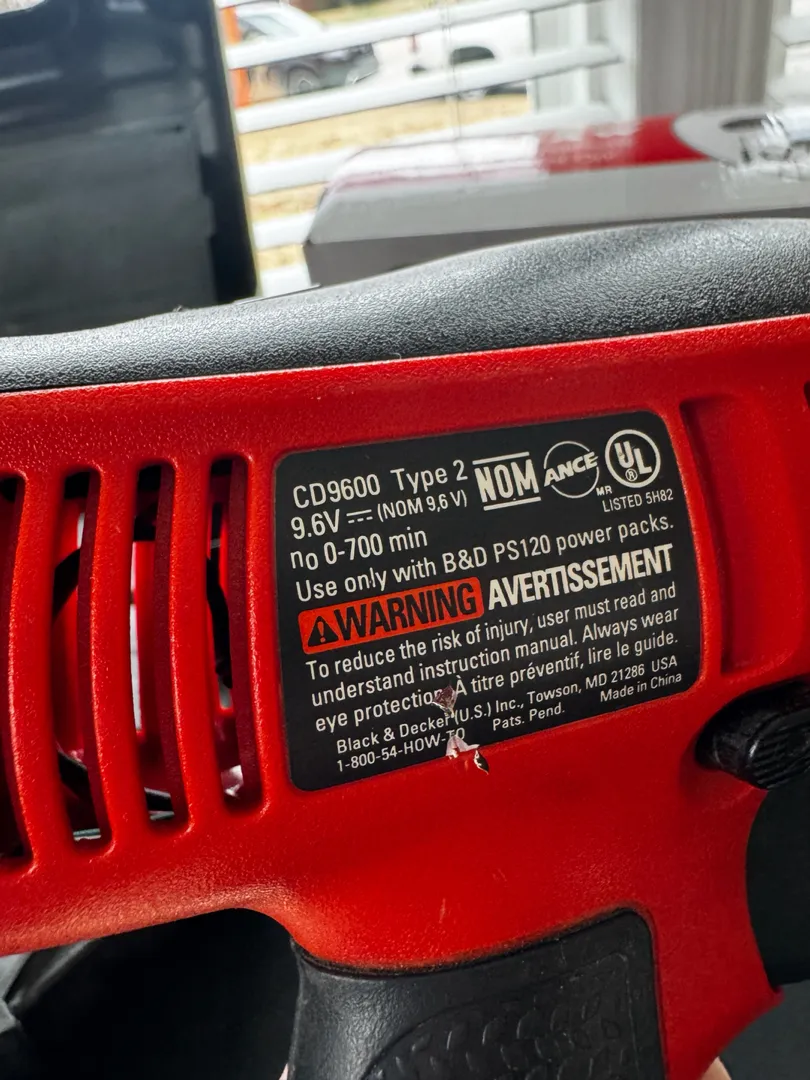 CD9600 Type 2 NOM ANCE UL ®
9.6V ⎓ (NOM 9,6 V) MR LISTED 5H82
no 0-700 min
Use only with B&D PS120 power packs.
⚠WARNING AVERTISSEMENT
To reduce the risk of injury, user must read and
understand instruction manual. Always wear
eye protection. À titre préventif, lire le guide.
Black & Decker (U.S.) Inc., Towson, MD 21286 USA
1-800-54-HOW-TO Pats. Pend. Made in China